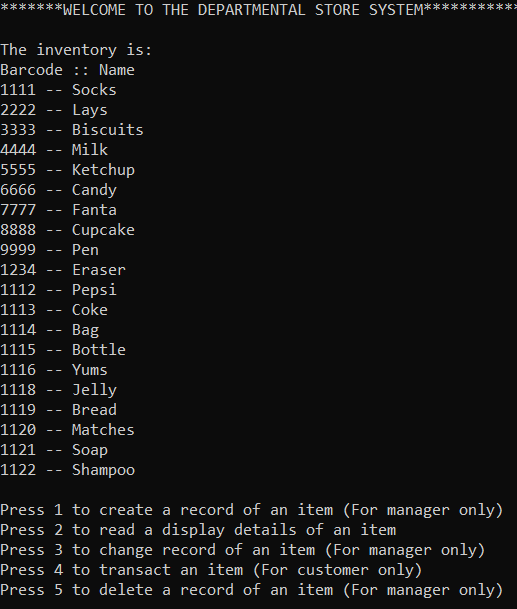 *******WELCOME TO THE DEPARTMENTAL STORE SYSTEM**********
The inventory is:
Barcode :: Name
1111 -- Socks
2222 -- Lays
3333 -- Biscuits
4444 -- Milk
5555 -- Ketchup
6666 -- Candy
7777 -- Fanta
8888 -- Cupcake
9999 -- Pen
1234 -- Eraser
1112 -- Pepsi
1113 -- Coke
1114 -- Bag
1115 -- Bottle
1116 -- Yums
1118 -- Jelly
1119 -- Bread
1120 -- Matches
1121 -- Soap
1122 -- Shampoo
Press 1 to create a record of an item (For manager only)
Press 2 to read a display details of an item
Press 3 to change record of an item (For manager only)
Press 4 to transact an item (For customer only)
Press 5 to delete a record of an item (For manager only)